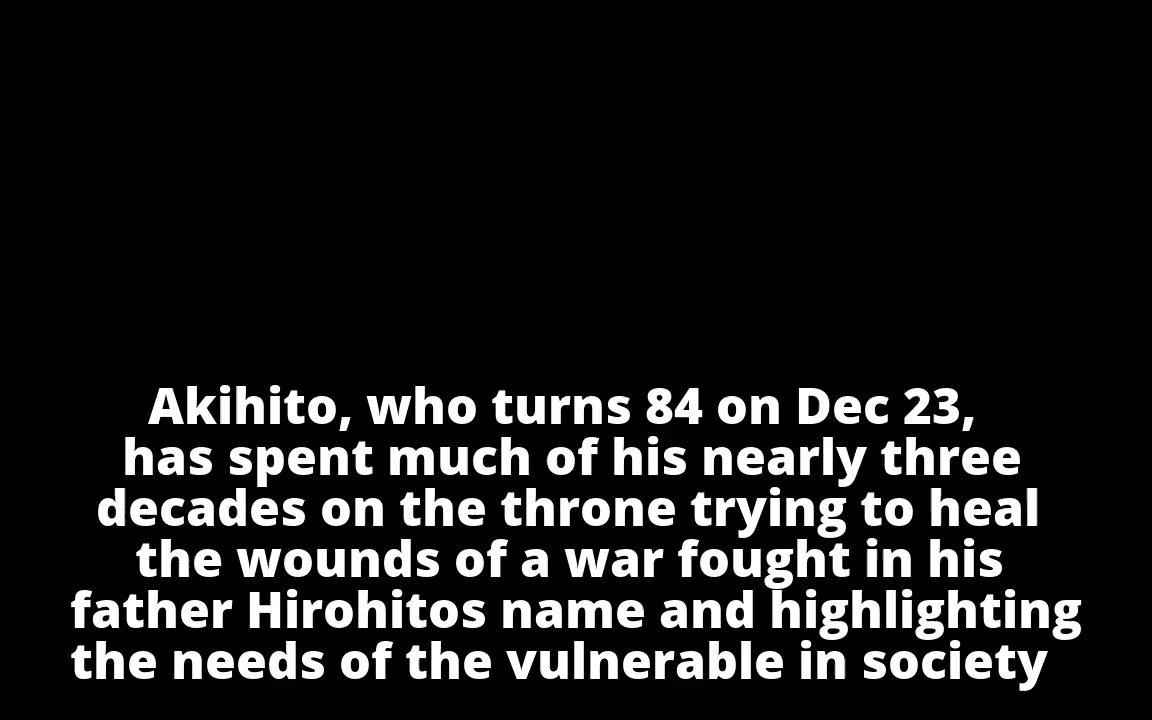 Akihito, who turns 84 on Dec 23,
has spent much of his nearly three
decades on the throne trying to heal
the wounds of a war fought in his
father Hirohitos name and highlighting
the needs of the vulnerable in society